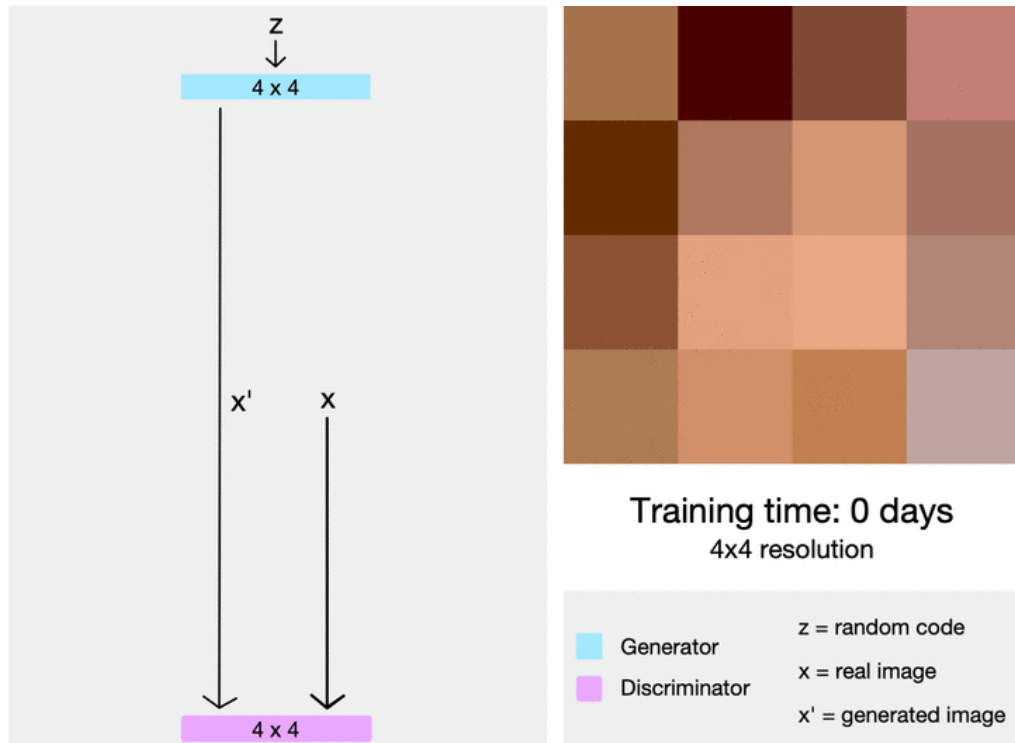 z
4 x 4
x'
x
4 x 4
Training time: 0 days
4x4 resolution
Generator
Discriminator
z = random code
x = real image
x' = generated image